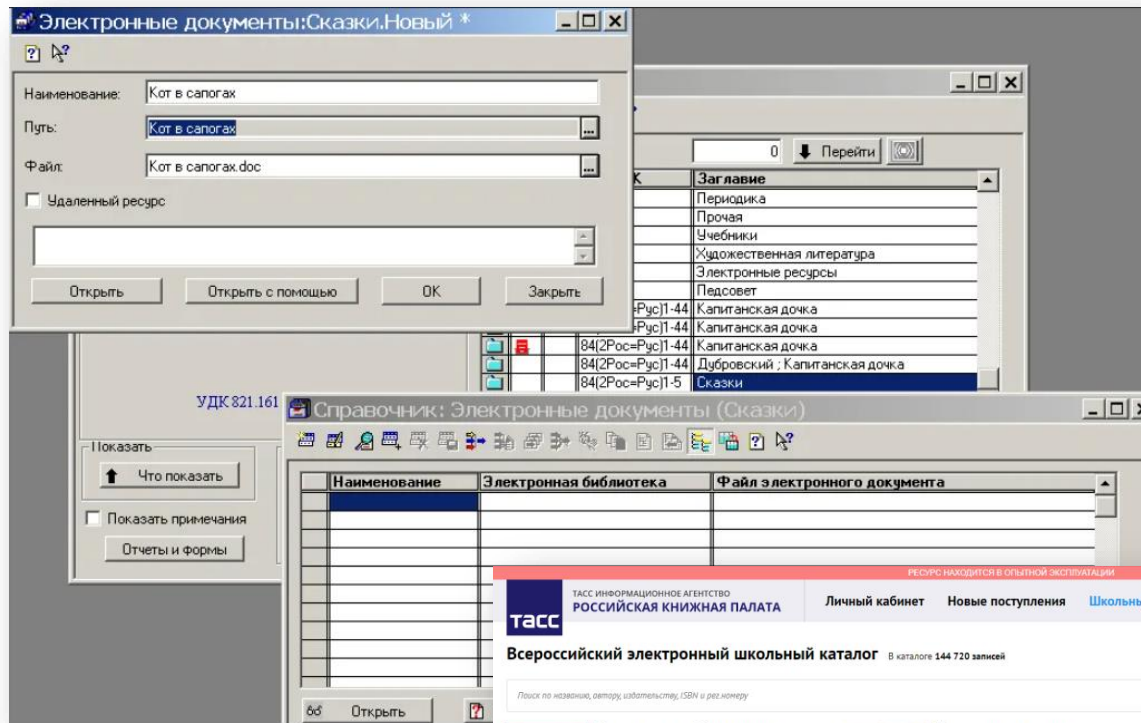 Электронные документы:Сказки.Новый *
Наименование: Кот в сапогах
Путь: Кот в сапогах ...
Файл: Кот в сапогах.doc ...
Удаленный ресурс
Открыть Открыть с помощью OK Закрыть
0 Перейти
К Заглавие
Периодика
Прочая
Учебники
Художественная литература
Электронные ресурсы
Педсовет
=Рус)1-44 Капитанская дочка
=Рус)1-44 Капитанская дочка
84(2Рос=Рус)1-44 Капитанская дочка
84(2Рос=Рус)1-44 Дубровский ; Капитанская дочка
84(2Рос=Рус)1-5 Сказки
УДК 821.161
Показать
Что показать
Показать примечания
Отчеты и формы
Справочник: Электронные документы (Сказки)
Наименование Электронная библиотека Файл электронного документа
Открыть
РЕСУРС НАХОДИТСЯ В ОПЫТНОЙ ЭКСПЛУАТАЦИИ
ТАСС
ТАСС ИНФОРМАЦИОННОЕ АГЕНТСТВО
РОССИЙСКАЯ КНИЖНАЯ ПАЛАТА
Личный кабинет Новые поступления Школьны
Всероссийский электронный школьный каталог В каталоге 144 720 записей
Поиск по названию, автору, издательству, ISBN и рег.номеру